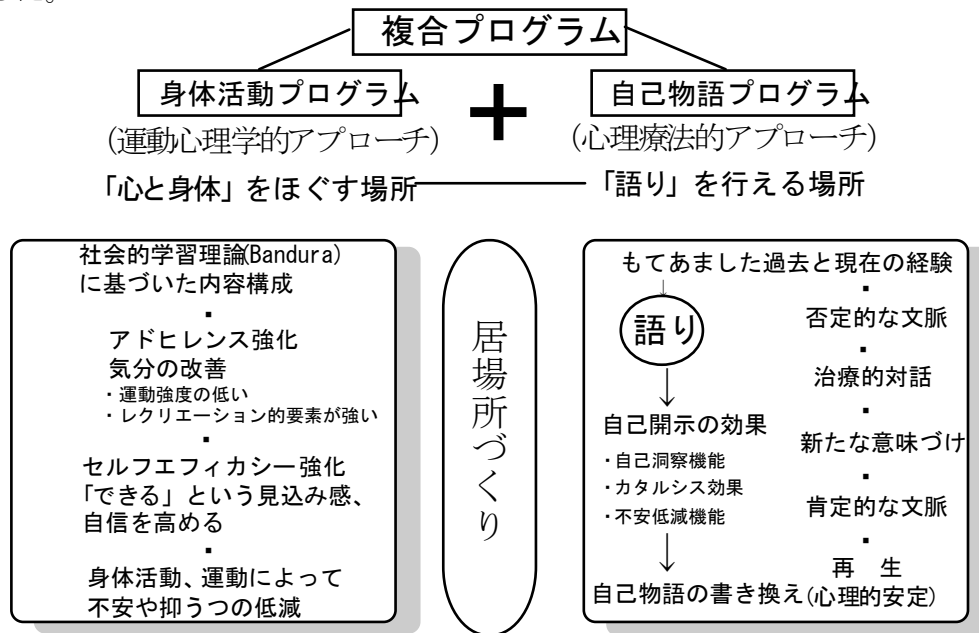 複合プログラム
身体活動プログラム
+
自己物語プログラム
(運動心理学的アプローチ)
(心理療法的アプローチ)
「心と身体」をほぐす場所
「語り」を行える場所
社会的学習理論(Bandura)
に基づいた内容構成
アドヒレンス強化
気分の改善
・運動強度の低い
・レクリエーション的要素が強い
セルフエフィカシー強化
「できる」という見込み感、
自信を高める
身体活動、運動によって
不安や抑うつの低減
居場所づくり
もてあました過去と現在の経験
語り
自己開示の効果
・自己洞察機能
・カタルシス効果
・不安低減機能
自己物語の書き換え
否定的な文脈
治療的対話
新たな意味づけ
肯定的な文脈
再 生
(心理的安定)